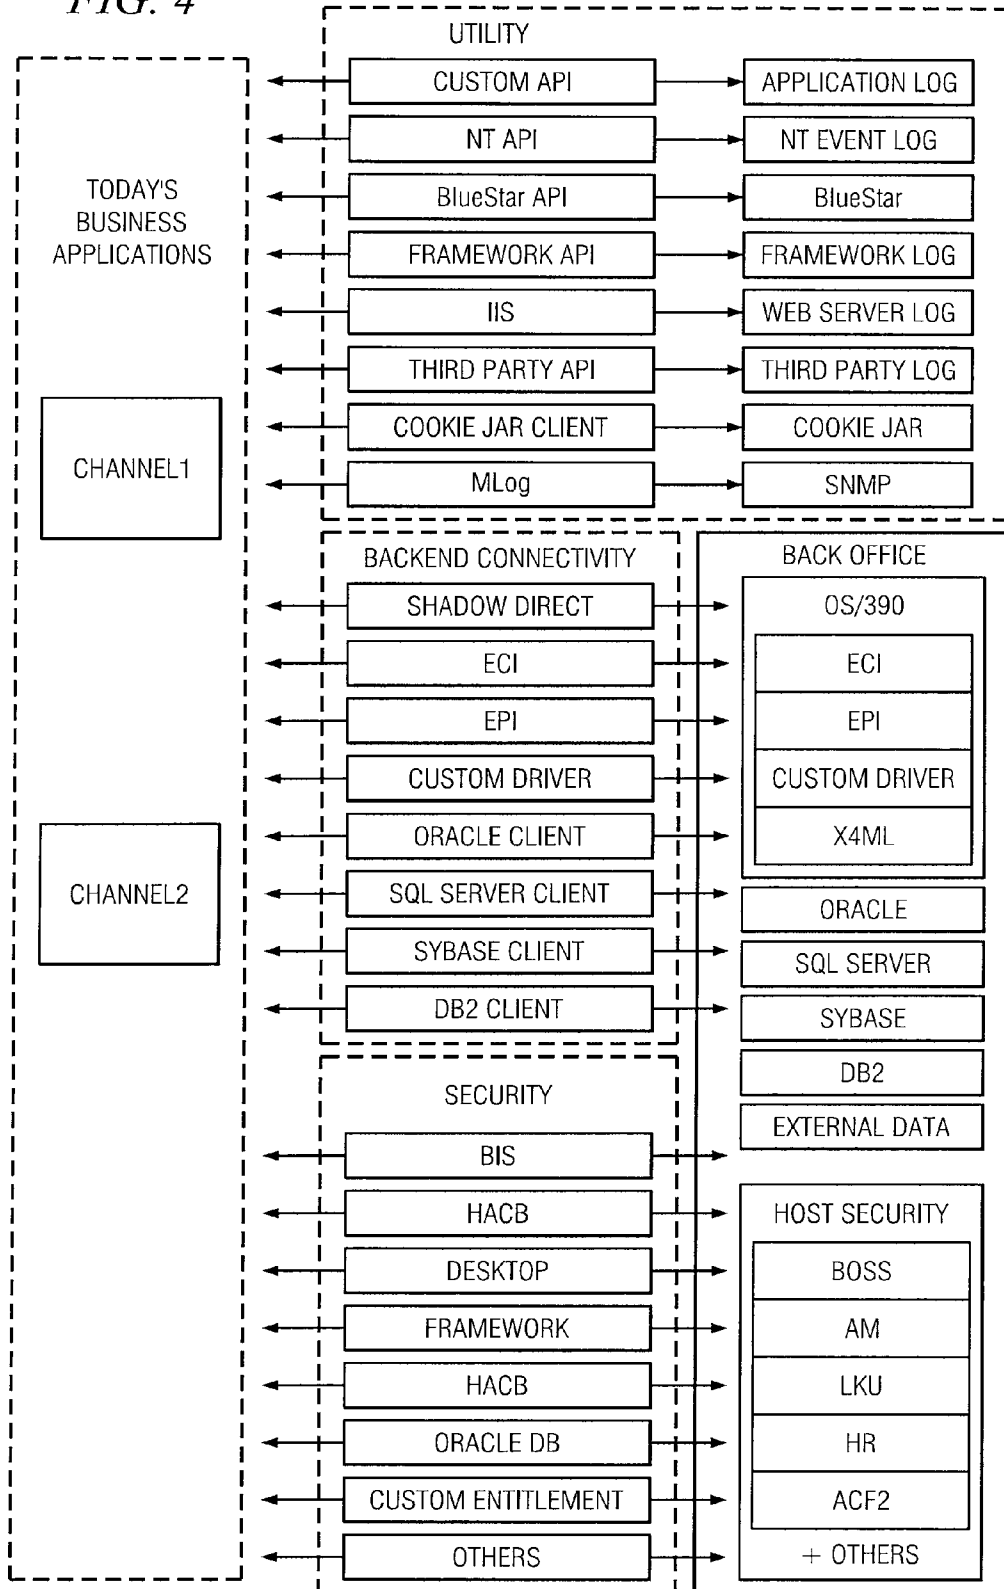 FIG. 4
UTILITY
CUSTOM API
APPLICATION LOG
NT API
NT EVENT LOG
BlueStar API
BlueStar
FRAMEWORK API
FRAMEWORK LOG
IIS
WEB SERVER LOG
THIRD PARTY API
THIRD PARTY LOG
COOKIE JAR CLIENT
COOKIE JAR
MLog
SNMP
TODAY'S
BUSINESS
APPLICATIONS
CHANNEL1
CHANNEL2
BACKEND CONNECTIVITY
SHADOW DIRECT
ECI
EPI
CUSTOM DRIVER
ORACLE CLIENT
SQL SERVER CLIENT
SYBASE CLIENT
DB2 CLIENT
BACK OFFICE
OS/390
ECI
EPI
CUSTOM DRIVER
X4ML
ORACLE
SQL SERVER
SYBASE
DB2
EXTERNAL DATA
SECURITY
BIS
HACB
DESKTOP
FRAMEWORK
HACB
ORACLE DB
CUSTOM ENTITLEMENT
OTHERS
HOST SECURITY
BOSS
AM
LKU
HR
ACF2
+ OTHERS